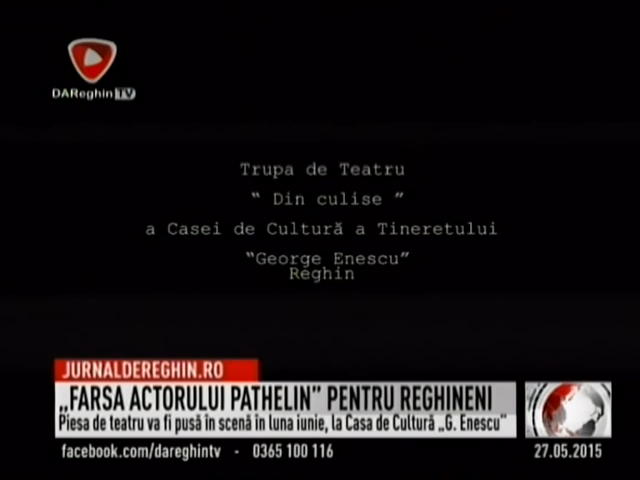 DAReghin TV
Trupa de Teatru
“ Din culise ”
a Casei de Cultură a Tineretului
“George Enescu”
Reghin
JURNALDEREGHIN.RO
„FARSA ACTORULUI PATHELIN” PENTRU REGHINENI
Piesa de teatru va fi pusă în scenă în luna iunie, la Casa de Cultură „G. Enescu”
facebook.com/dareghintv - 0365 100 116
27.05.2015